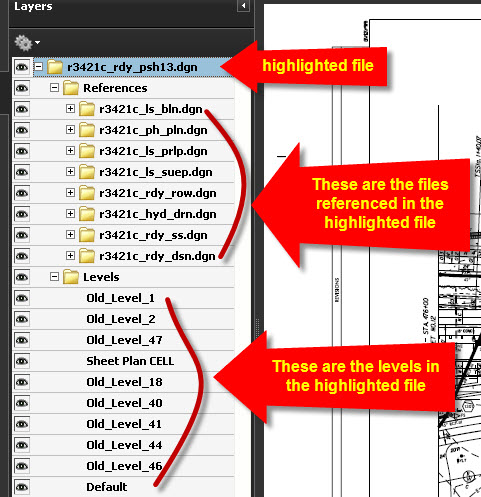 Layers
r3421c_rdy_psh13.dgn
highlighted file
References
r3421c_ls_bln.dgn
r3421c_ph_pln.dgn
r3421c_ls_prlp.dgn
r3421c_ls_suep.dgn
r3421c_rdy_row.dgn
r3421c_hyd_drn.dgn
r3421c_rdy_ss.dgn
r3421c_rdy_dsn.dgn
These are the files
referenced in the
highlighted file
Levels
Old_Level_1
Old_Level_2
Old_Level_47
Sheet Plan CELL
Old_Level_18
Old_Level_40
Old_Level_41
Old_Level_44
Old_Level_46
Default
These are the levels in
the highlighted file
REVISIONS